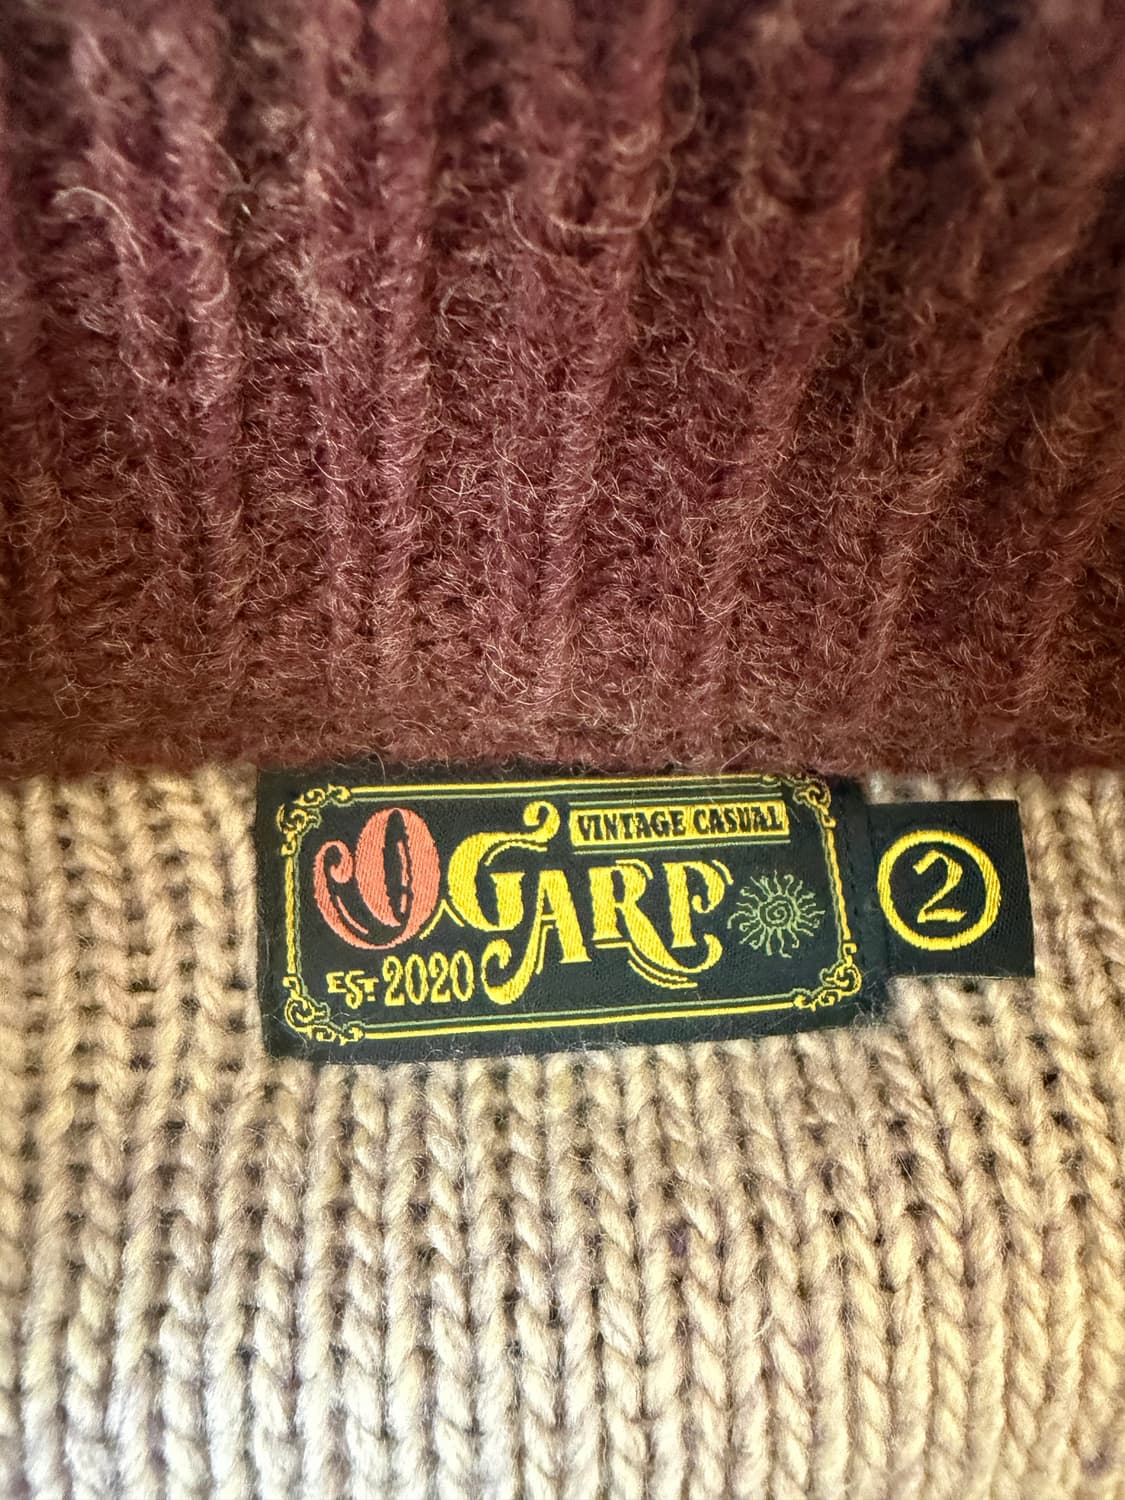 VINTAGE CASUAL
OGARP
EST 2020
2